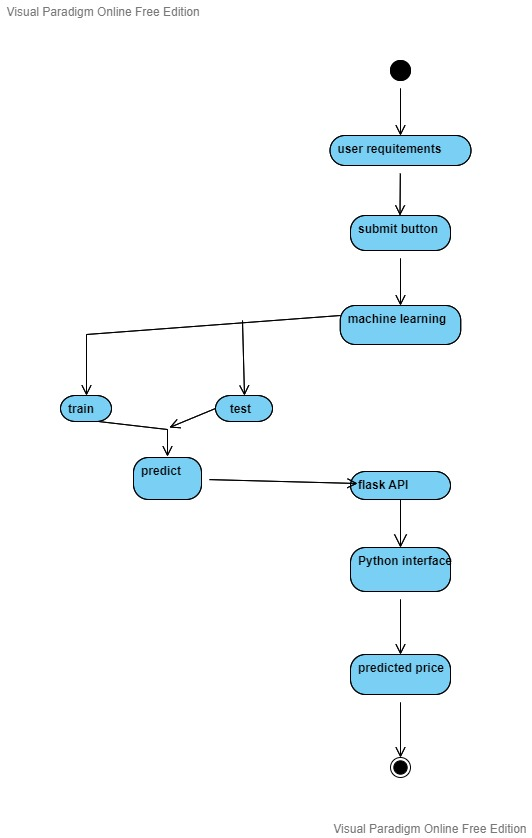 Visual Paradigm Online Free Edition
user requitements
submit button
machine learning
train
test
predict
flask API
Python interface
predicted price
Visual Paradigm Online Free Edition